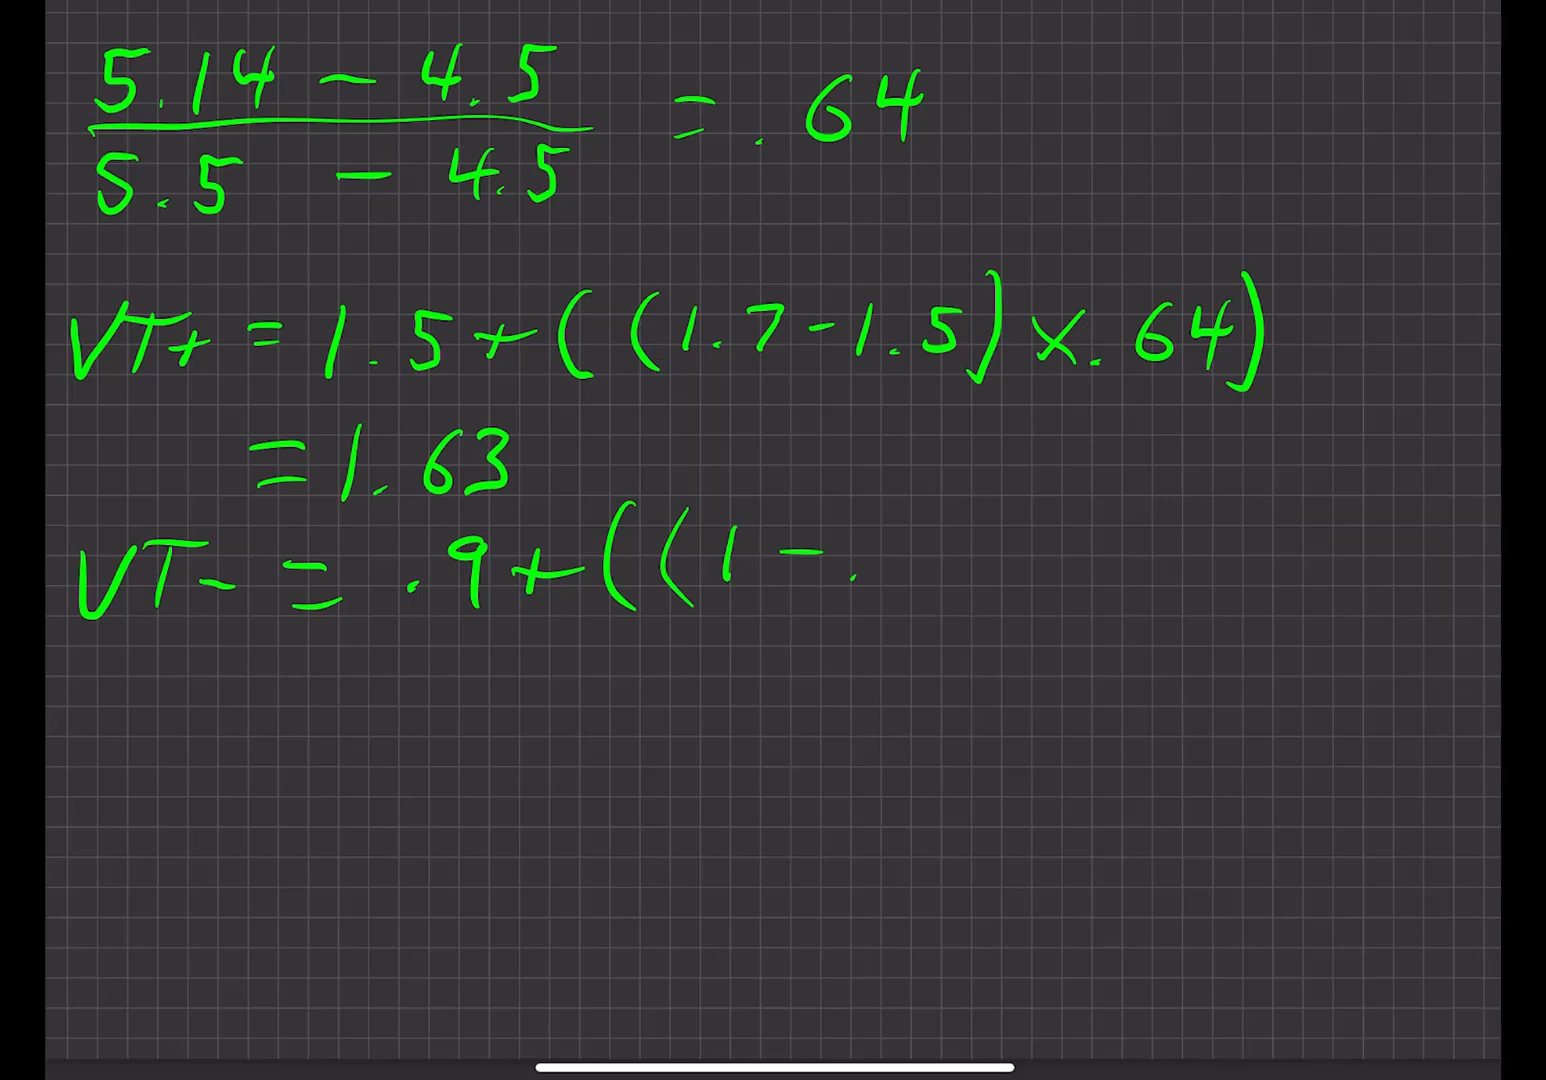 5.14 - 4.5
5.5 - 4.5
= .64
VT+ = 1.5 + ((1.7 - 1.5) x .64)
= 1.63
VT- = .9 + ((1 - .